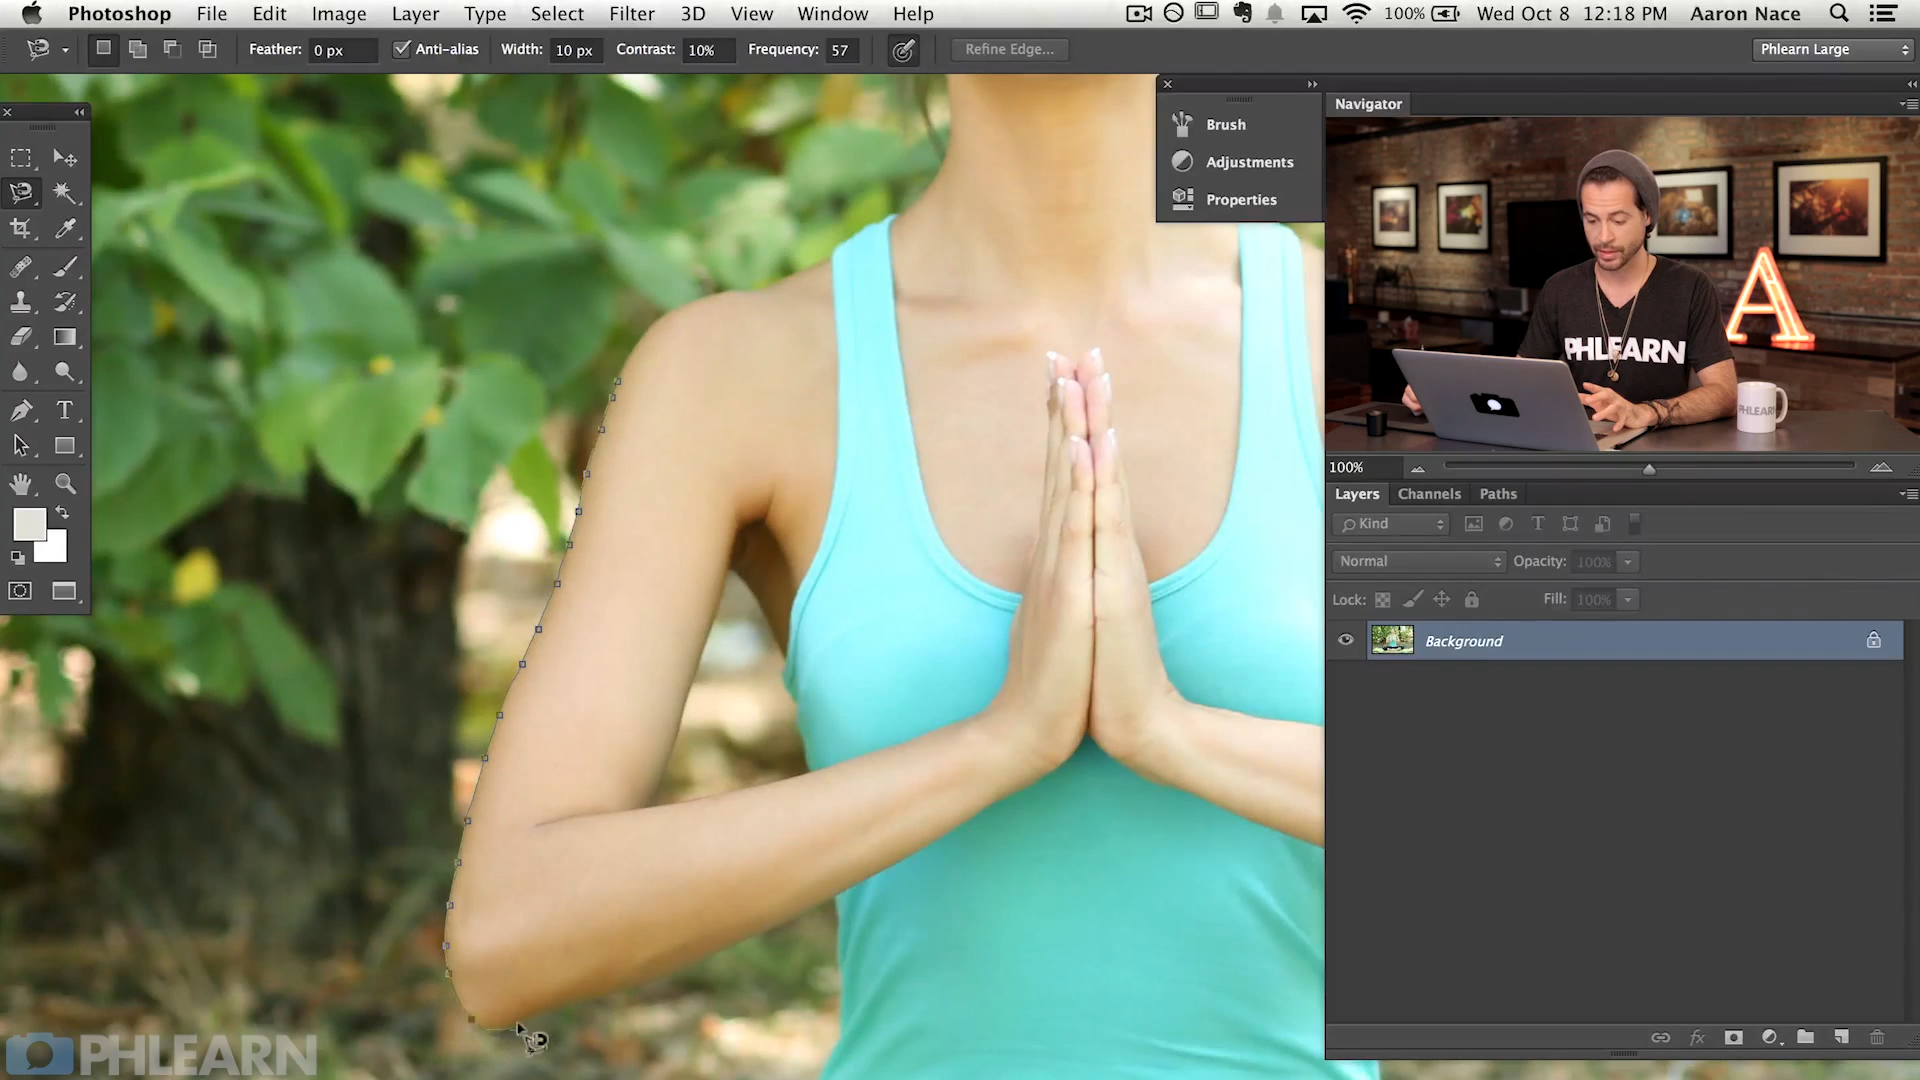 Photoshop File Edit Image Layer Type Select Filter 3D View Window Help 100% Wed Oct 8 12:18 PM Aaron Nace
Feather: 0 px Anti-alias Width: 10 px Contrast: 10% Frequency: 57 Refine Edge... Phlearn Large
Navigator
Brush
Adjustments
Properties
A
PHLEARN
PHLEARN
100%
Layers Channels Paths
Kind
Normal Opacity: 100%
Lock: Fill: 100%
Background
PHLEARN